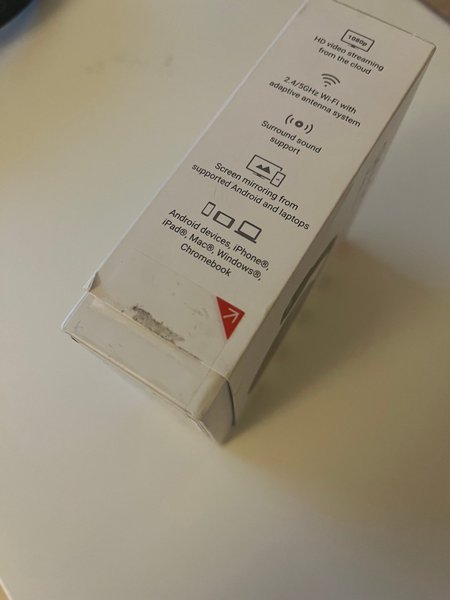 1080p
HD video streaming
from the cloud
2.4/5GHz Wi-Fi with
adaptive antenna system
Surround sound
support
Screen mirroring from
supported Android and laptops
Android devices, iPhone®,
iPad®, Mac®, Windows®,
Chromebook